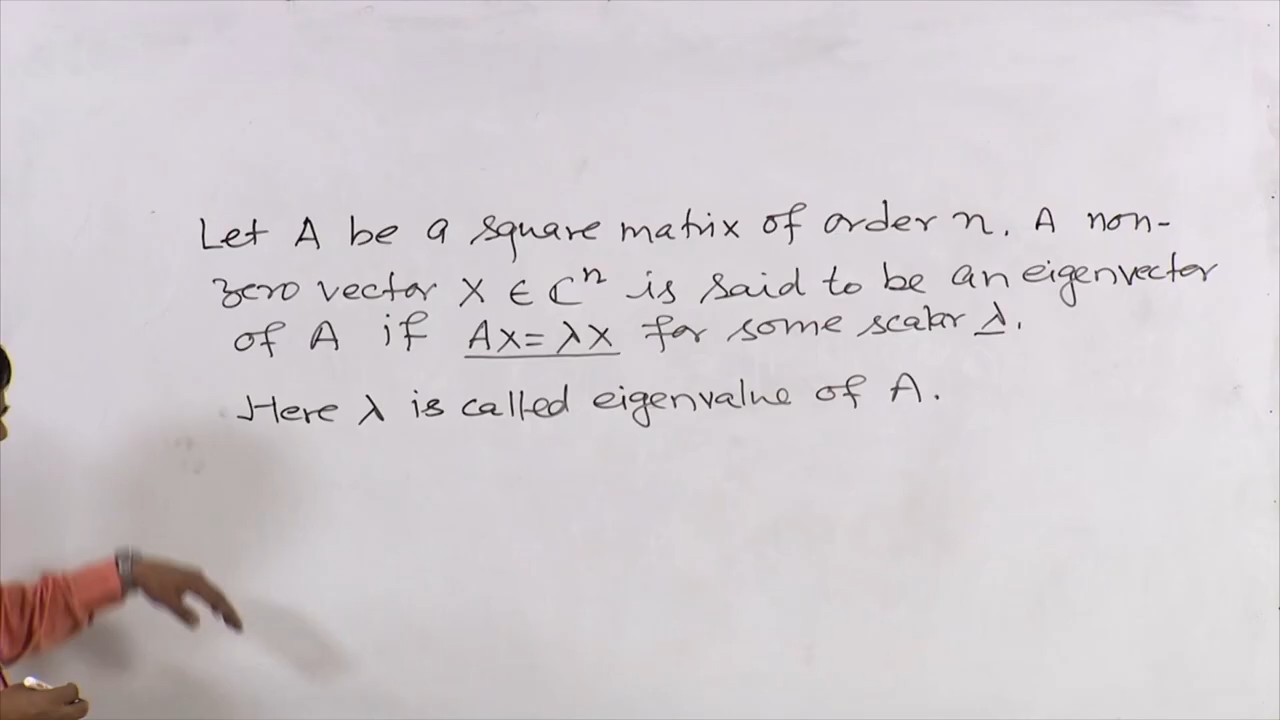 Let A be a square matrix of order n. A non-
zero vector X ∈ ℂⁿ is said to be an eigenvector
of A if AX = λX for some scalar λ.
Here λ is called eigenvalue of A.